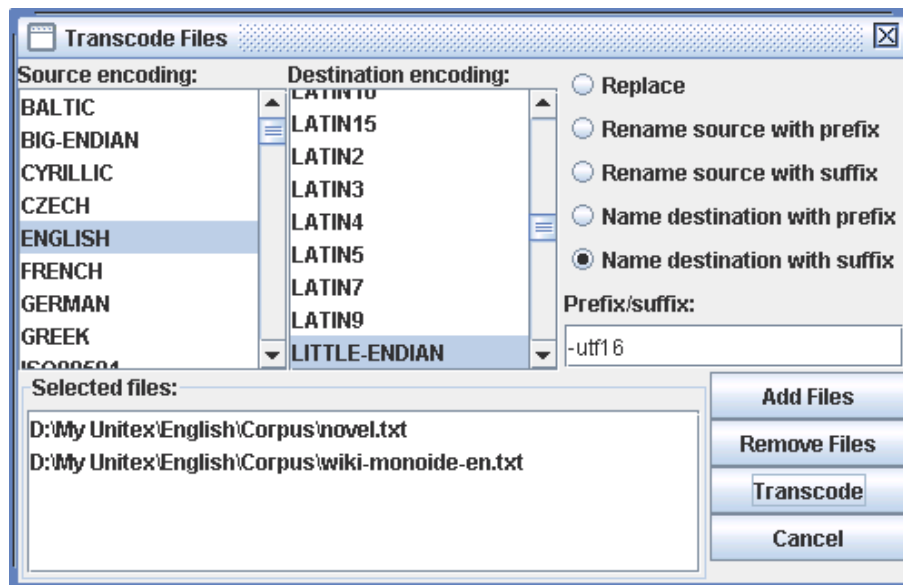 Transcode Files
Source encoding:
BALTIC
BIG-ENDIAN
CYRILLIC
CZECH
ENGLISH
FRENCH
GERMAN
GREEK
Destination encoding:
LATIN10
LATIN15
LATIN2
LATIN3
LATIN4
LATIN5
LATIN7
LATIN9
LITTLE-ENDIAN
Replace
Rename source with prefix
Rename source with suffix
Name destination with prefix
Name destination with suffix
Prefix/suffix:
-utf16
Selected files:
D:\My Unitex\English\Corpus\novel.txt
D:\My Unitex\English\Corpus\wiki-monoide-en.txt
Add Files
Remove Files
Transcode
Cancel